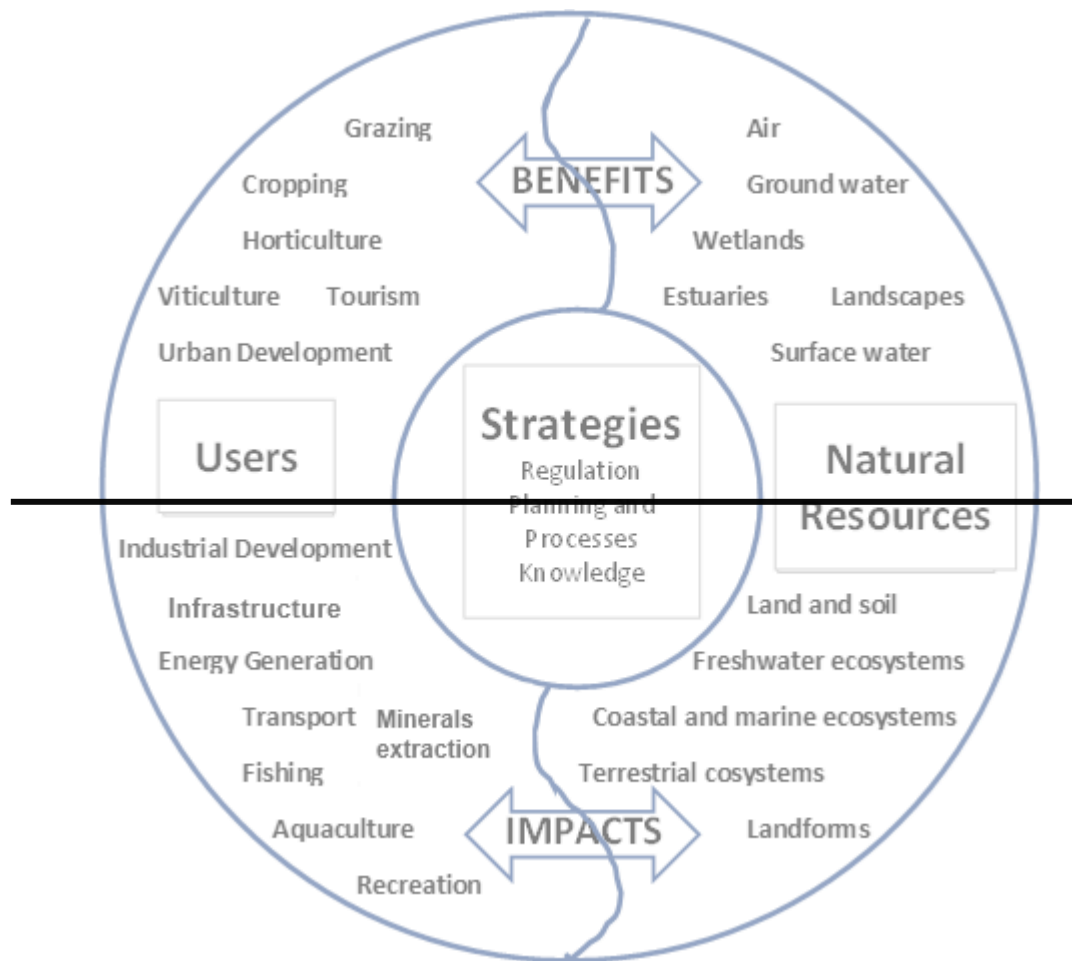 Grazing
Air
BENEFITS
Cropping
Ground water
Horticulture
Wetlands
Viticulture Tourism
Estuaries Landscapes
Urban Development
Surface water
Users
Strategies
Regulation
Planning and
Processes
Knowledge
Natural
Resources
Industrial Development
Infrastructure
Land and soil
Energy Generation
Freshwater ecosystems
Transport
Minerals
extraction
Coastal and marine ecosystems
Fishing
Terrestrial cosystems
Aquaculture
IMPACTS
Landforms
Recreation